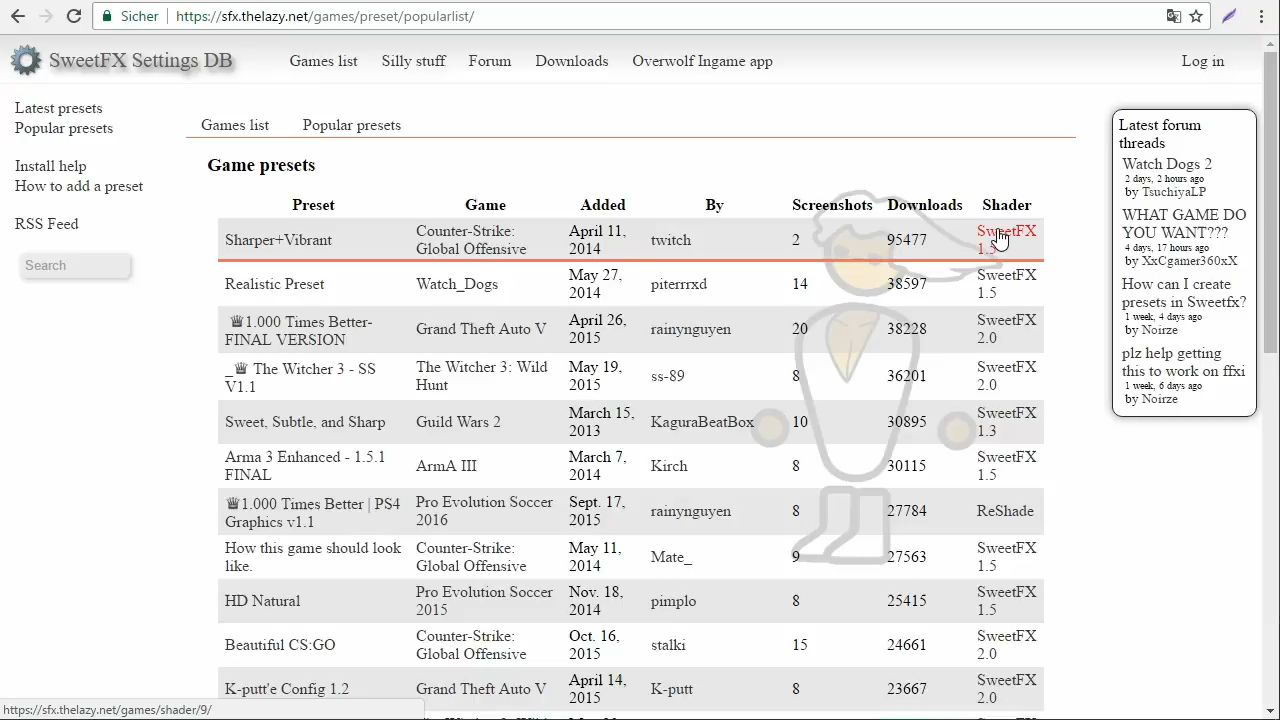 Sicher
https://sfx.thelazy.net/games/preset/popularlist/
SweetFX Settings DB
Games list
Silly stuff
Forum
Downloads
Overwolf Ingame app
Log in
Latest presets
Popular presets
Install help
How to add a preset
RSS Feed
Search
Games list
Popular presets
Game presets
Preset Game Added By Screenshots Downloads Shader
Sharper+Vibrant
Counter-Strike:
Global Offensive
April 11,
2014
twitch
2
95477
SweetFX
1.5
Realistic Preset
Watch_Dogs
May 27,
2014
piterrrxd
14
38597
SweetFX
1.5
♛1.000 Times Better-
FINAL VERSION
Grand Theft Auto V
April 26,
2015
rainynguyen
20
38228
SweetFX
2.0
_♛ The Witcher 3 - SS
V1.1
The Witcher 3: Wild
Hunt
May 19,
2015
ss-89
8
36201
SweetFX
2.0
Sweet, Subtle, and Sharp
Guild Wars 2
March 15,
2013
KaguraBeatBox
10
30895
SweetFX
1.3
Arma 3 Enhanced - 1.5.1
FINAL
ArmA III
March 7,
2014
Kirch
8
30115
SweetFX
1.5
♛1.000 Times Better | PS4
Graphics v1.1
Pro Evolution Soccer
2016
Sept. 17,
2015
rainynguyen
8
27784
ReShade
How this game should look
like.
Counter-Strike:
Global Offensive
May 11,
2014
Mate_
9
27563
SweetFX
1.5
HD Natural
Pro Evolution Soccer
2015
Nov. 18,
2014
pimplo
8
25415
SweetFX
1.5
Beautiful CS:GO
Counter-Strike:
Global Offensive
Oct. 16,
2015
stalki
15
24661
SweetFX
2.0
K-putt'e Config 1.2
Grand Theft Auto V
April 14,
2015
K-putt
8
23667
SweetFX
2.0
Latest forum
threads
Watch Dogs 2
2 days, 2 hours ago
by TsuchiyaLP
WHAT GAME DO
YOU WANT???
4 days, 17 hours ago
by XxCgamer360xX
How can I create
presets in Sweetfx?
1 week, 4 days ago
by Noirze
plz help getting
this to work on ffxi
1 week, 6 days ago
by Noirze
https://sfx.thelazy.net/games/shader/9/